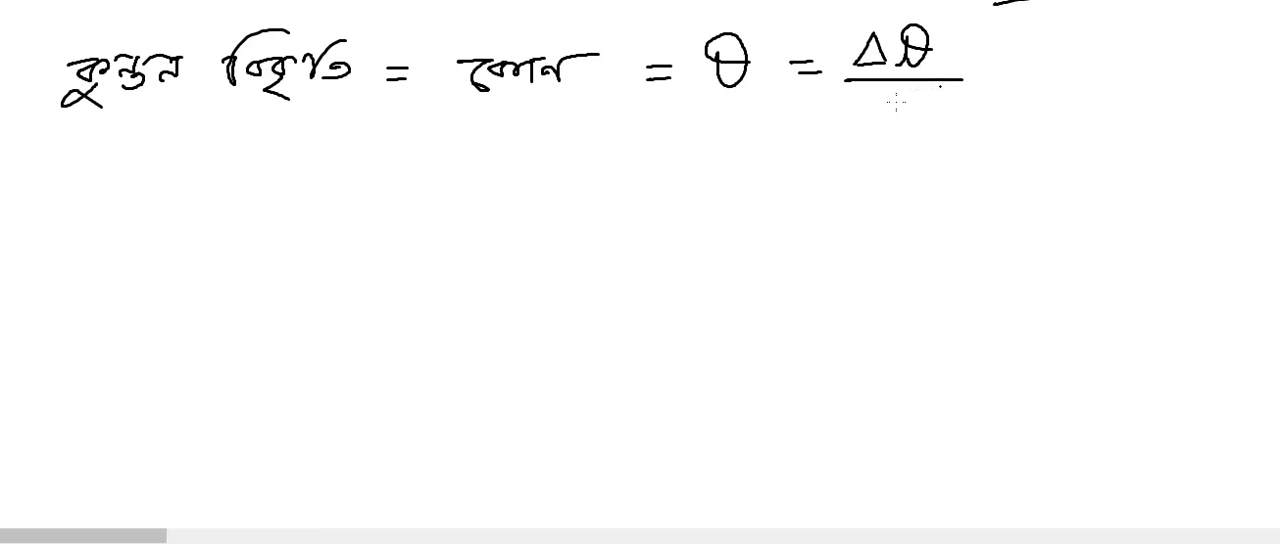 কুন্তন বিকৃতি = কোন = θ = Δθ/